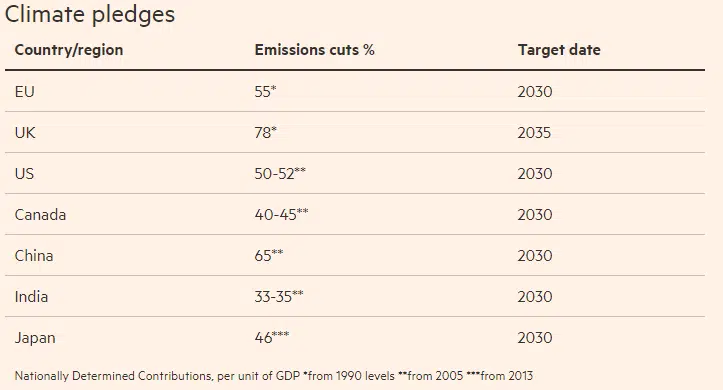 Climate pledges
Country/region Emissions cuts % Target date
EU 55* 2030
UK 78* 2035
US 50-52** 2030
Canada 40-45** 2030
China 65** 2030
India 33-35** 2030
Japan 46*** 2030
Nationally Determined Contributions, per unit of GDP *from 1990 levels **from 2005 ***from 2013